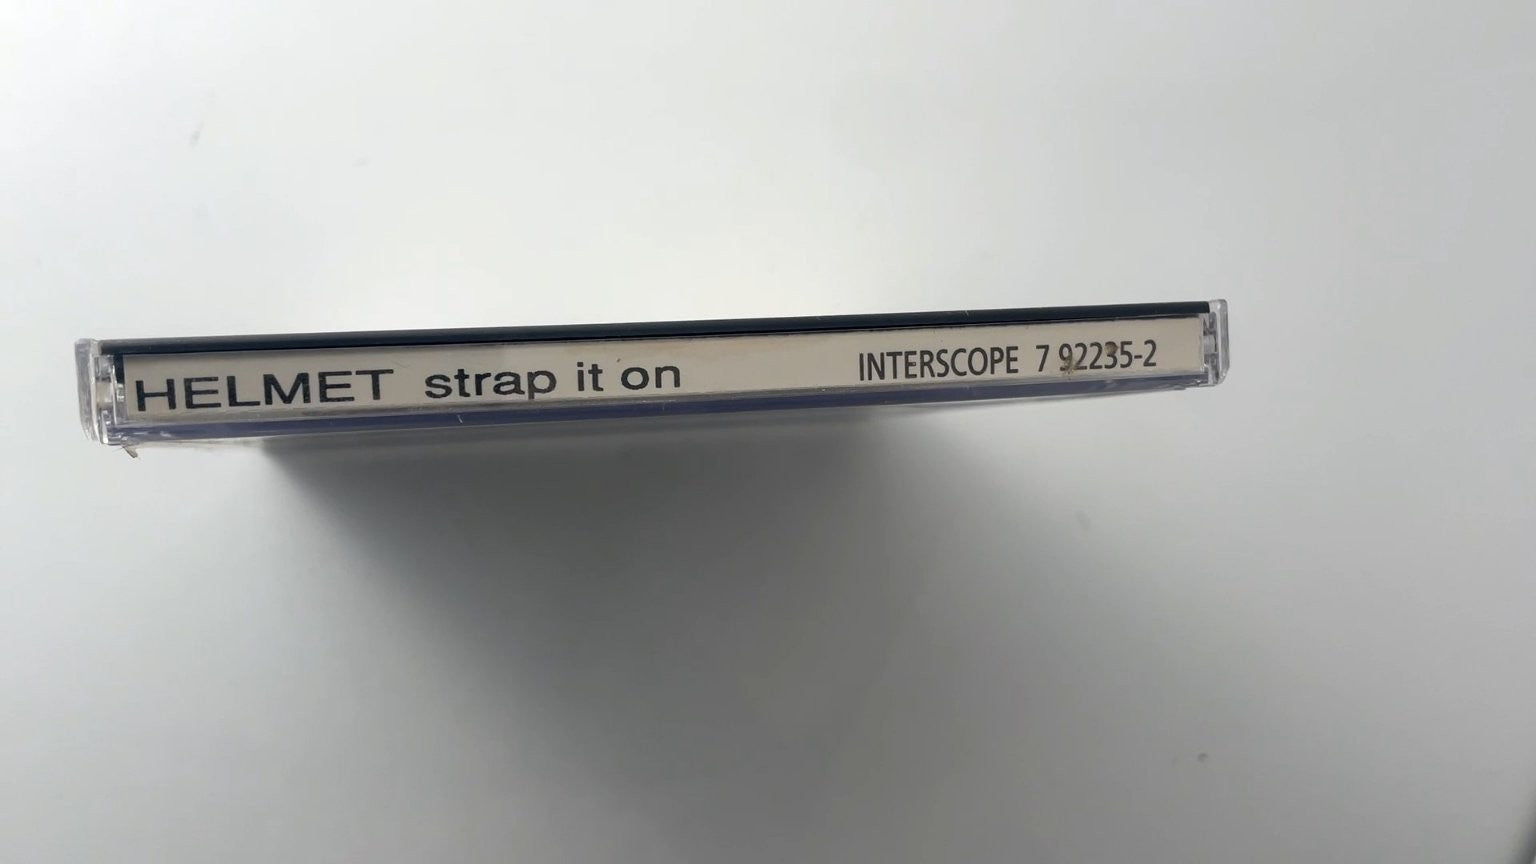 HELMET strap it on INTERSCOPE 7 92235-2